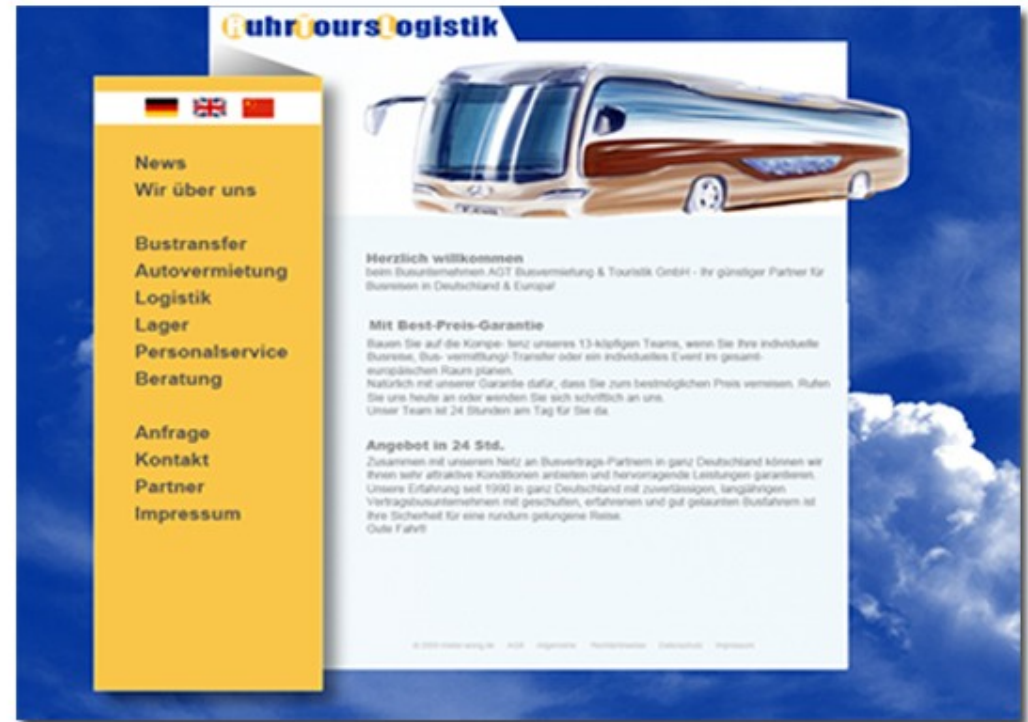 RuhrToursLogistik
News
Wir über uns
Bustransfer
Autovermietung
Logistik
Lager
Personalservice
Beratung
Anfrage
Kontakt
Partner
Impressum
Herzlich willkommen
beim Busunternehmen AGT Busvermietung & Touristik GmbH - Ihr günstiger Partner für
Busreisen in Deutschland & Europa!
Mit Best-Preis-Garantie
Bauen Sie auf die Kompe- tenz unseres 13-köpfigen Teams, wenn Sie Ihre individuelle
Busreise, Bus- vermittlung/-Transfer oder ein individuelles Event im gesamt-
europäischen Raum planen.
Natürlich mit unserer Garantie dafür, dass Sie zum bestmöglichen Preis verreisen. Rufen
Sie uns heute an oder wenden Sie sich schriftlich an uns.
Unser Team ist 24 Stunden am Tag für Sie da.
Angebot in 24 Std.
Zusammen mit unserem Netz an Busvertrags-Partnern in ganz Deutschland können wir
Ihnen sehr attraktive Konditionen anbieten und hervorragende Leistungen garantieren.
Unsere Erfahrung seit 1990 in ganz Deutschland mit zuverlässigen, langjährigen
Vertragsbusunternehmen mit geschulten, erfahrenen und gut gelaunten Busfahrern ist
Ihre Sicherheit für eine rundum gelungene Reise.
Gute Fahrt!
AGB Datenschutz Impressum